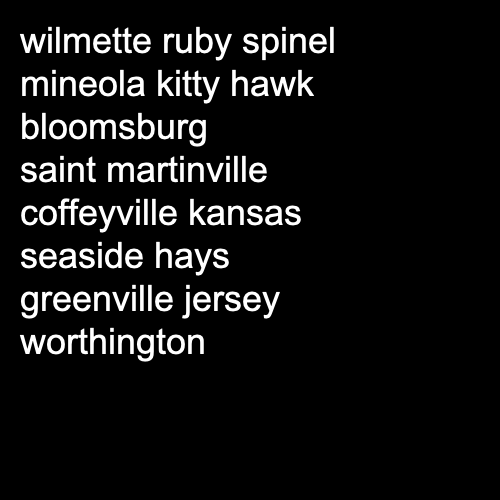 wilmette ruby spinel
mineola kitty hawk
bloomsburg
saint martinville
coffeyville kansas
seaside hays
greenville jersey
worthington